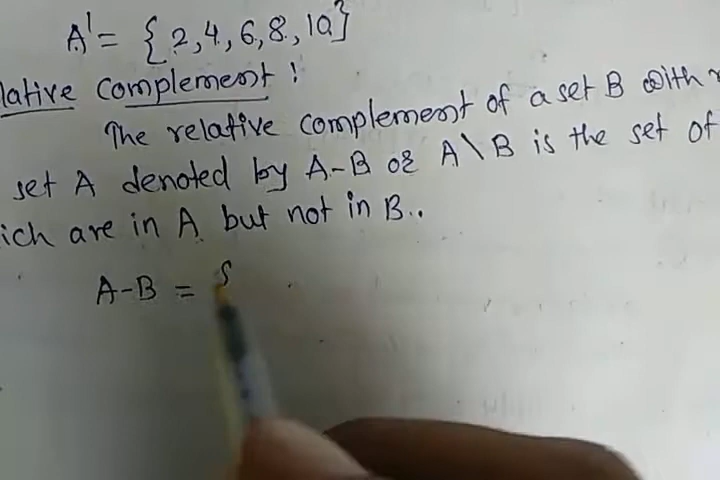 A' = {2,4,6,8,10}
lative Complement :
The relative complement of a set B with r
set A denoted by A-B or A\B is the set of
ich are in A but not in B..
A-B = {